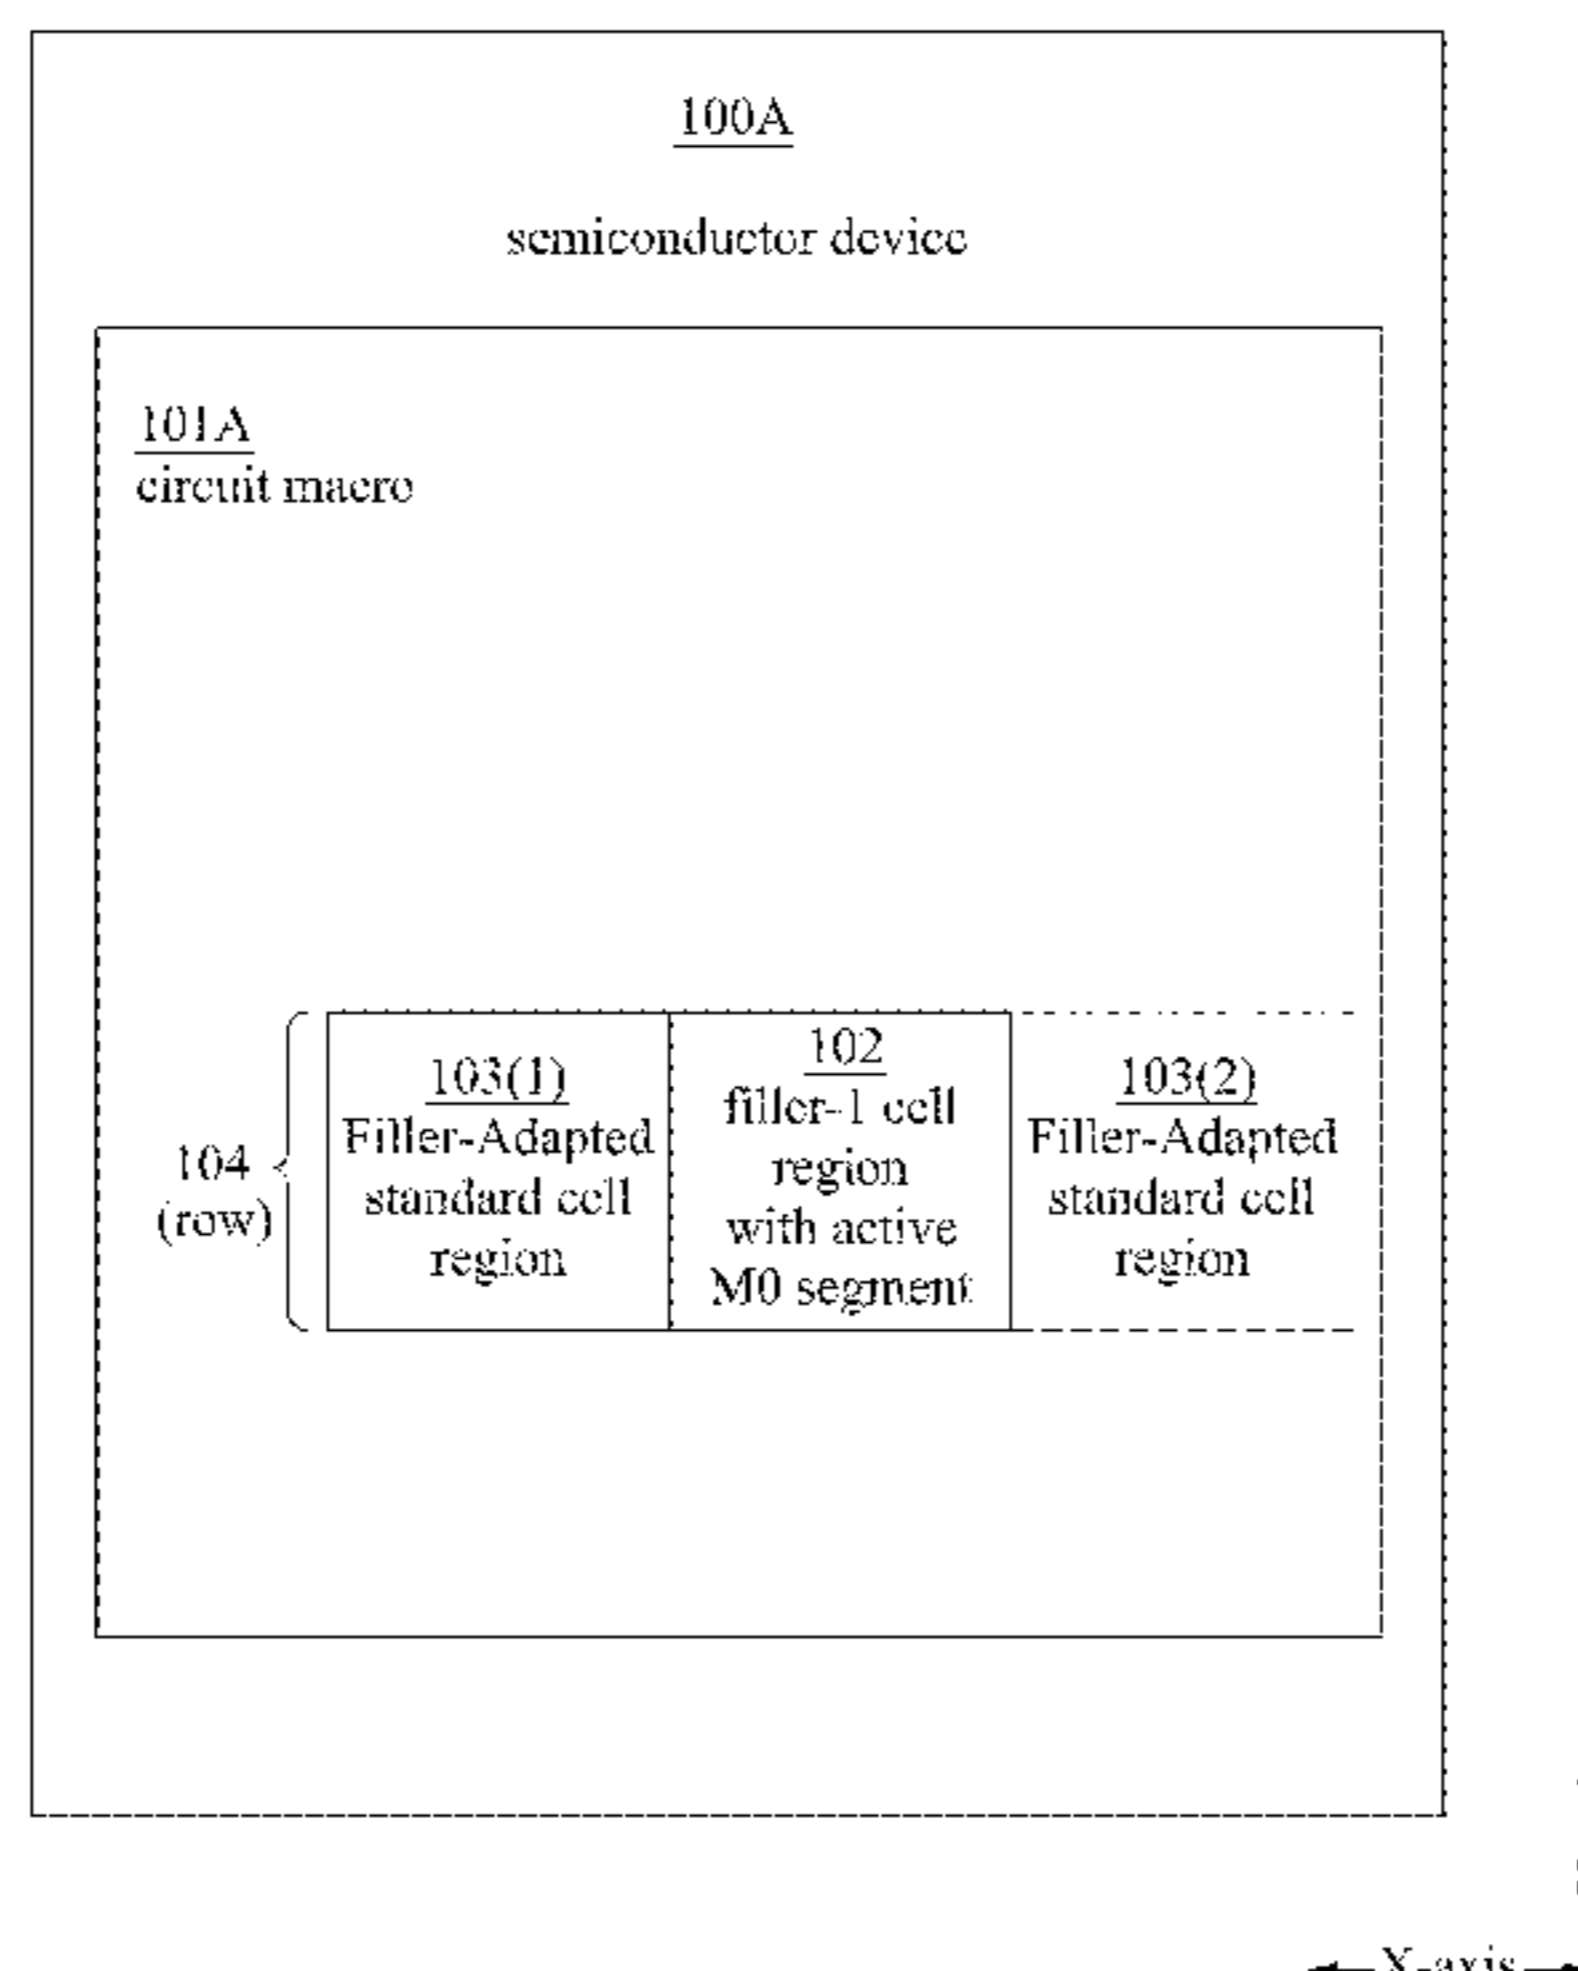 100A
semiconductor device
101A
circuit macro
104
(row)
103(1)
Filler-Adapted
standard cell
region
102
filler-1 cell
region
with active
M0 segment
103(2)
Filler-Adapted
standard cell
region
X-axis